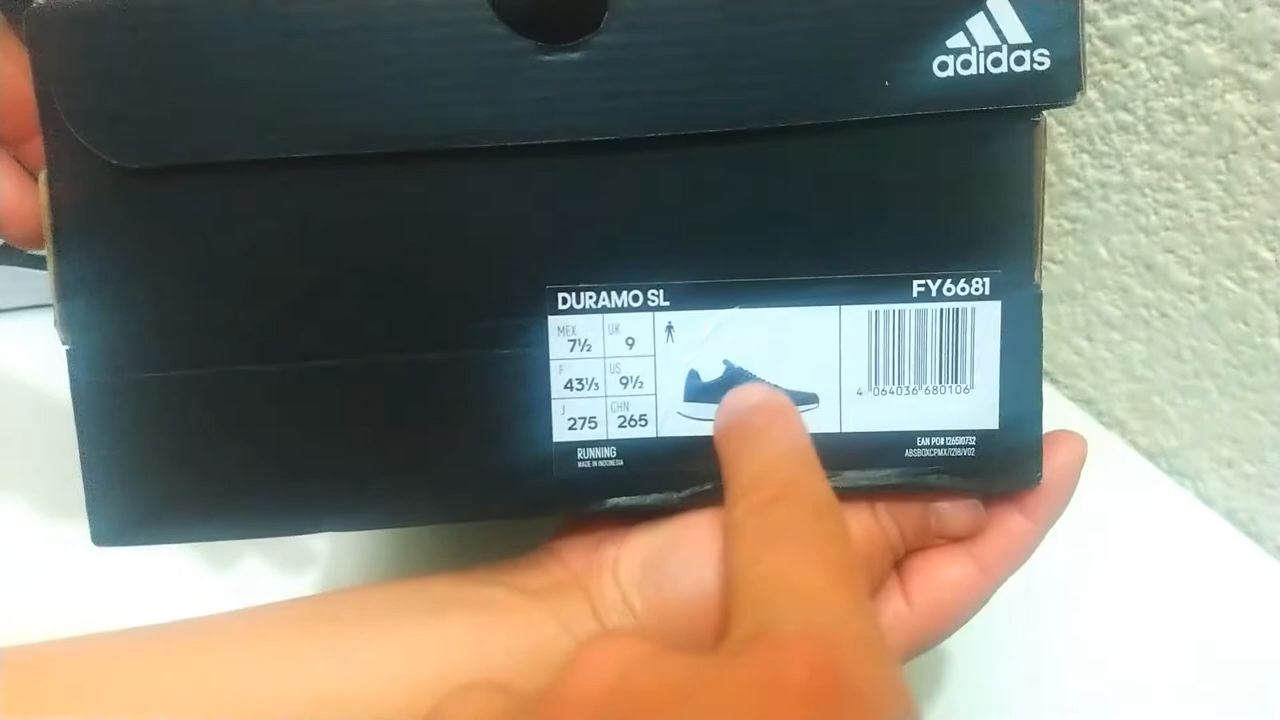 adidas
DURAMO SL
FY6681
MEX
7½
UK
9
F
43⅓
US
9½
J
275
CHN
265
4 064036 680106
RUNNING
MADE IN INDONESIA
EAN PO# 126510732
ABSBOXCPMX/1218/V02